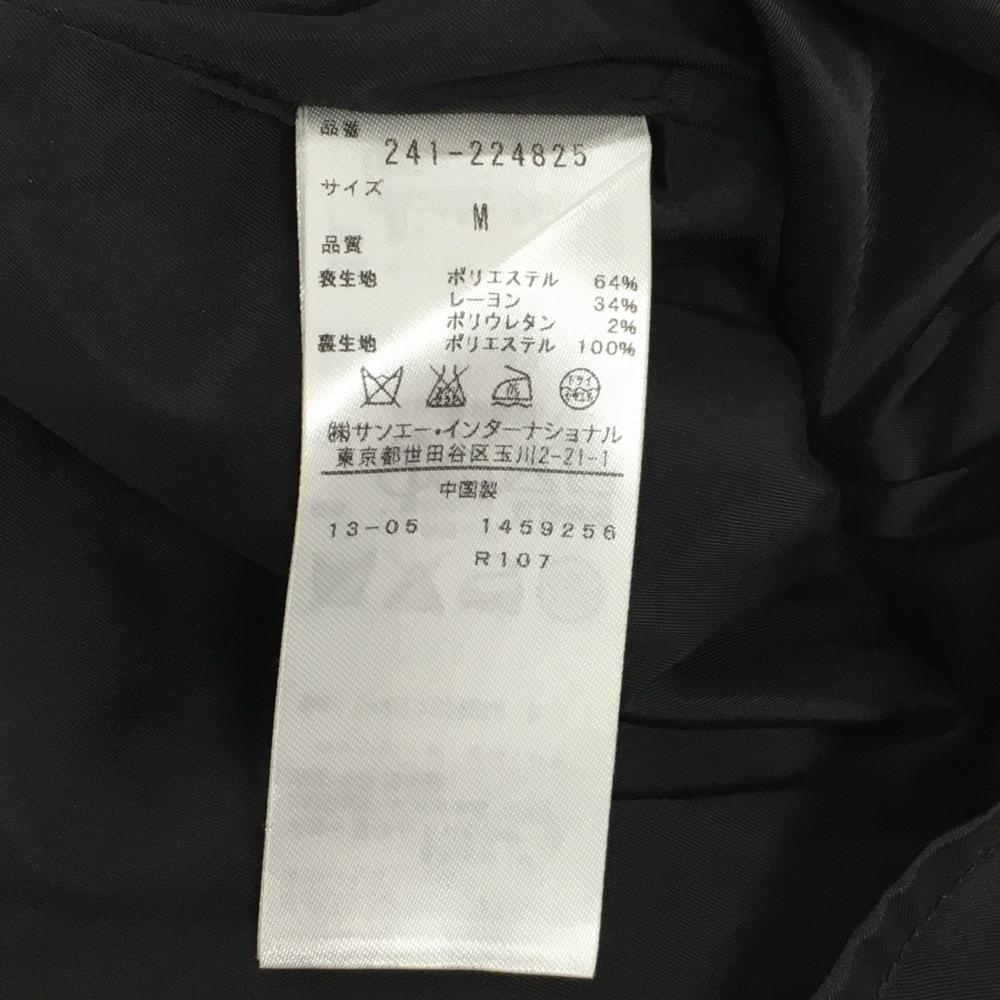 品番
241-224825
サイズ
M
品質
表生地 ポリエステル 64%
レーヨン 34%
ポリウレタン 2%
裏生地 ポリエステル 100%
ドライ
㈱サンエー・インターナショナル
東京都世田谷区玉川2-21-1
中国製
13-05 1459256
R107